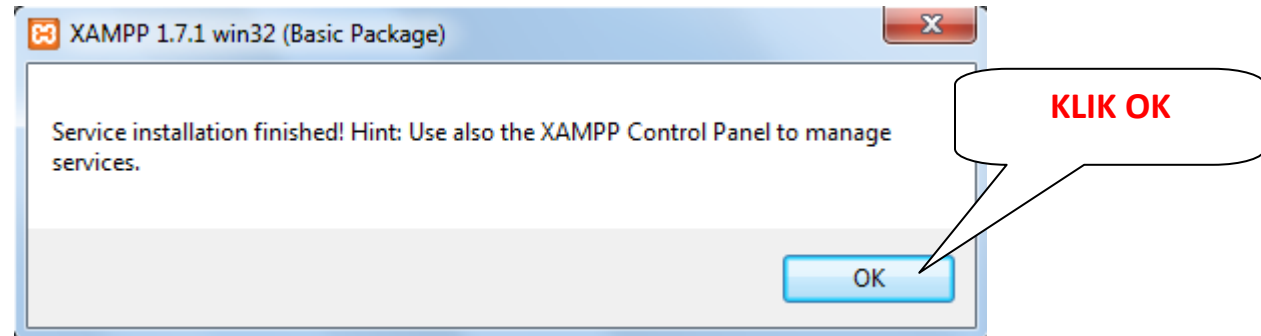 XAMPP 1.7.1 win32 (Basic Package)
KLIK OK
Service installation finished! Hint: Use also the XAMPP Control Panel to manage
services.
OK